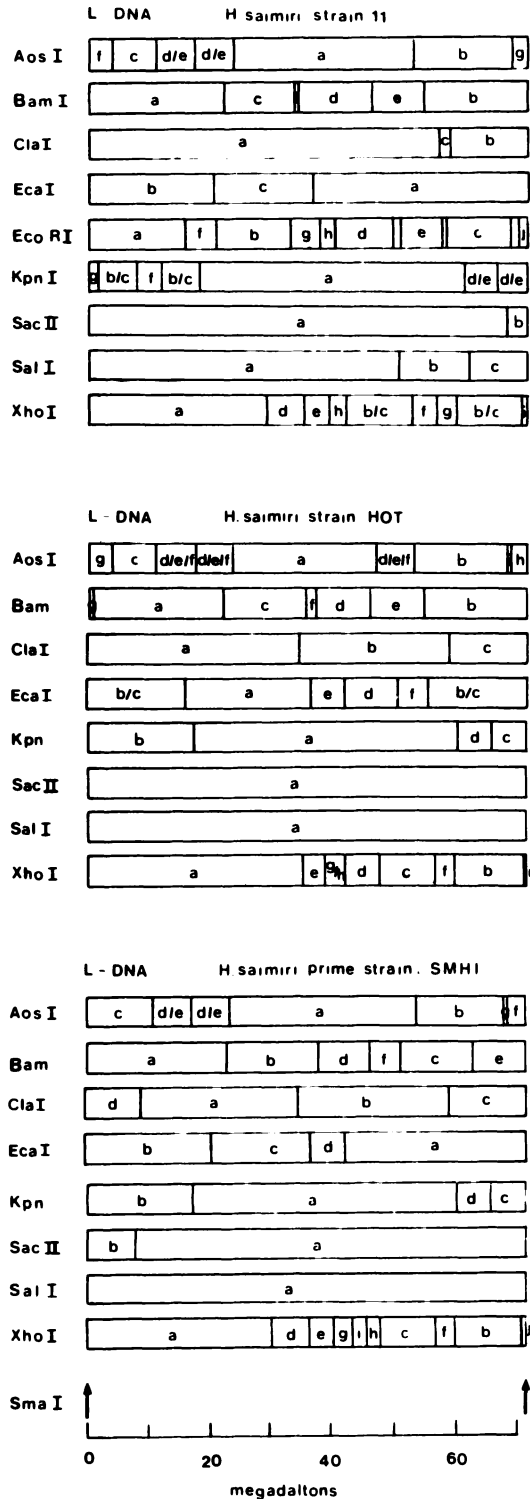 L DNA H saimiri strain 11
Aos I f c d/e d/e a b g
Bam I a c d e b
Cla I a c b
Eca I b c a
Eco RI a f b g h d e c j
Kpn I g b/c f b/c a d/e d/e
Sac II a b
Sal I a b c
Xho I a d e h b/c f g b/c
L - DNA H. saimiri strain HOT
Aos I g c d/e/f d/e/f a d/e/f b h
Bam a c f d e b
Cla I a b c
Eca I b/c a e d f b/c
Kpn b a d c
Sac II a
Sal I a
Xho I a e g h d c f b
L - DNA H. saimiri prime strain. SMHI
Aos I c d/e d/e a b f
Bam a b d f c e
Cla I d a b c
Eca I b c d a
Kpn b a d c
Sac II b a
Sal I a
Xho I a d e g i h c f b j
Sma I
0 20 40 60
megadaltons